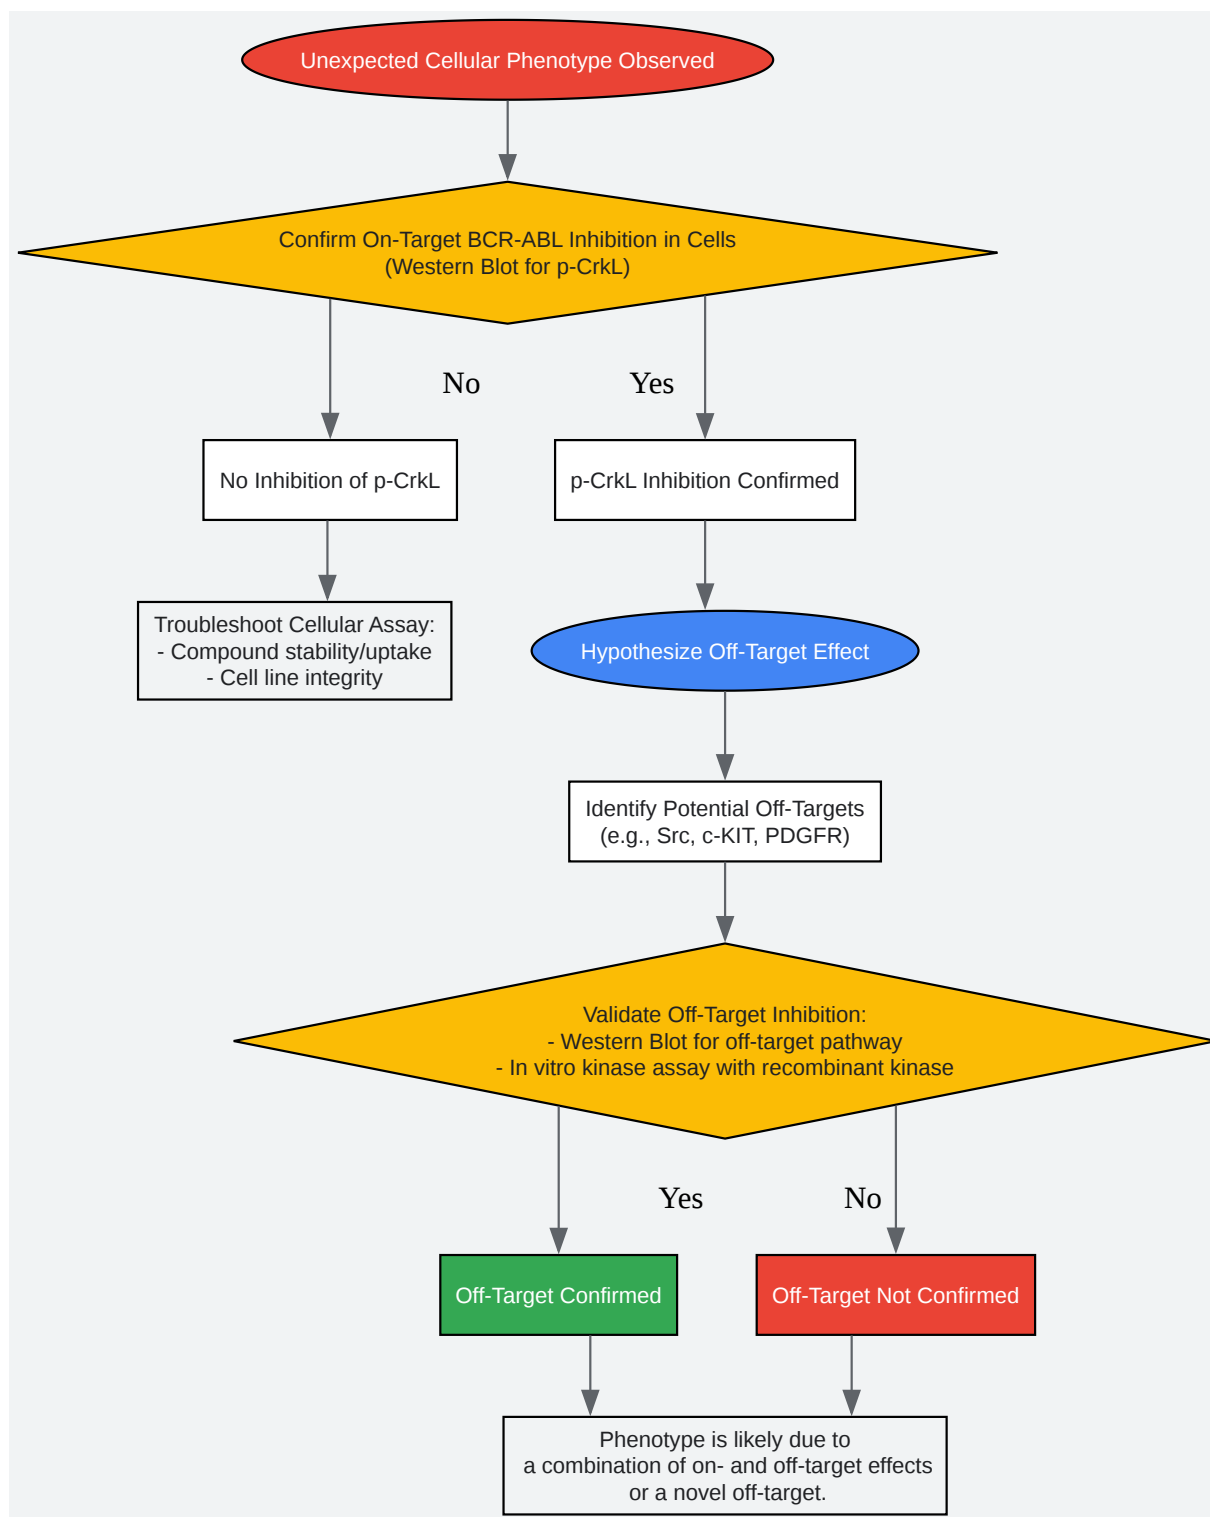 Unexpected Cellular Phenotype Observed
Confirm On-Target BCR-ABL Inhibition in Cells
(Western Blot for p-CrkL)
No
Yes
No Inhibition of p-CrkL
p-CrkL Inhibition Confirmed
Troubleshoot Cellular Assay:
- Compound stability/uptake
- Cell line integrity
Hypothesize Off-Target Effect
Identify Potential Off-Targets
(e.g., Src, c-KIT, PDGFR)
Validate Off-Target Inhibition:
- Western Blot for off-target pathway
- In vitro kinase assay with recombinant kinase
Yes
No
Off-Target Confirmed
Off-Target Not Confirmed
Phenotype is likely due to
a combination of on- and off-target effects
or a novel off-target.